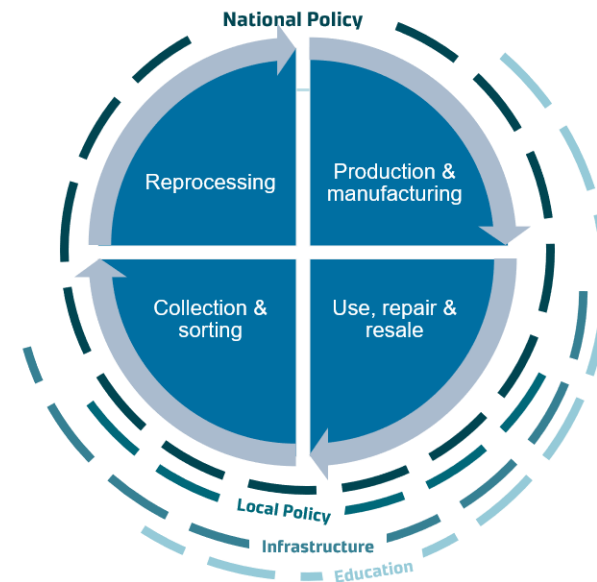 National Policy
Reprocessing
Production &
manufacturing
Collection &
sorting
Use, repair &
resale
Local Policy
Infrastructure
Education